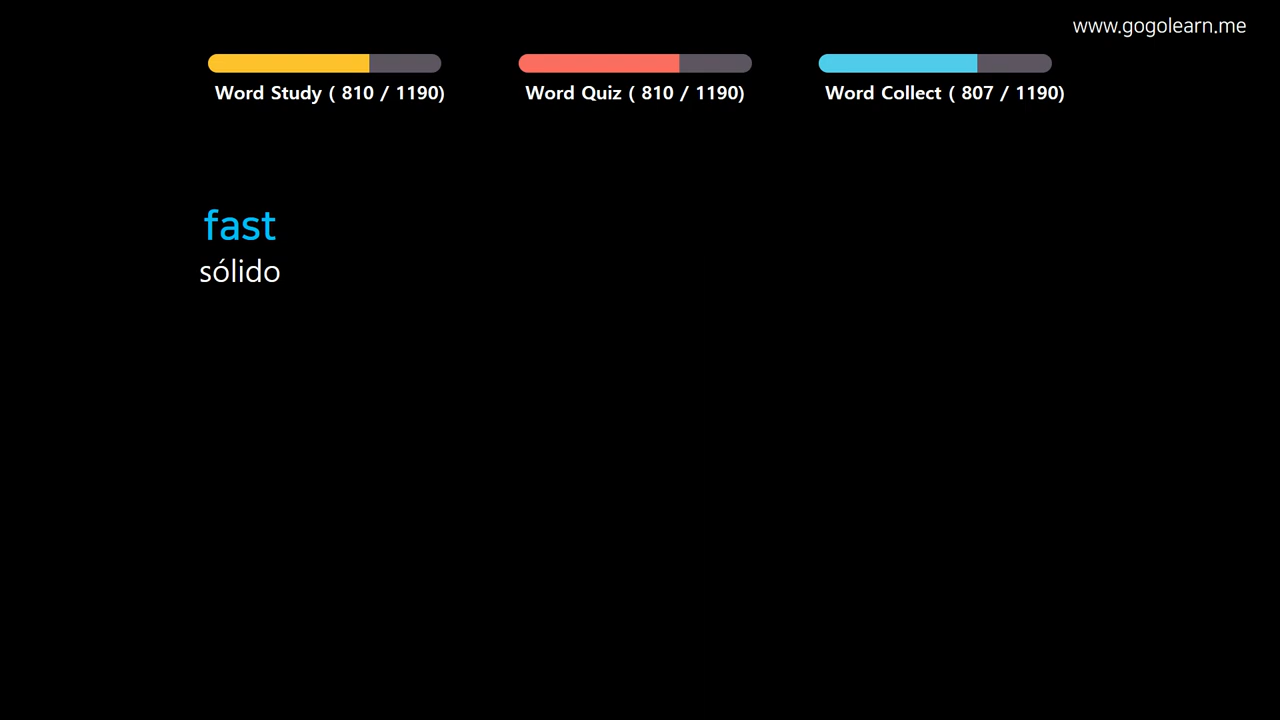 www.gogolearn.me
Word Study ( 810 / 1190)
Word Quiz ( 810 / 1190)
Word Collect ( 807 / 1190)
fast
sólido